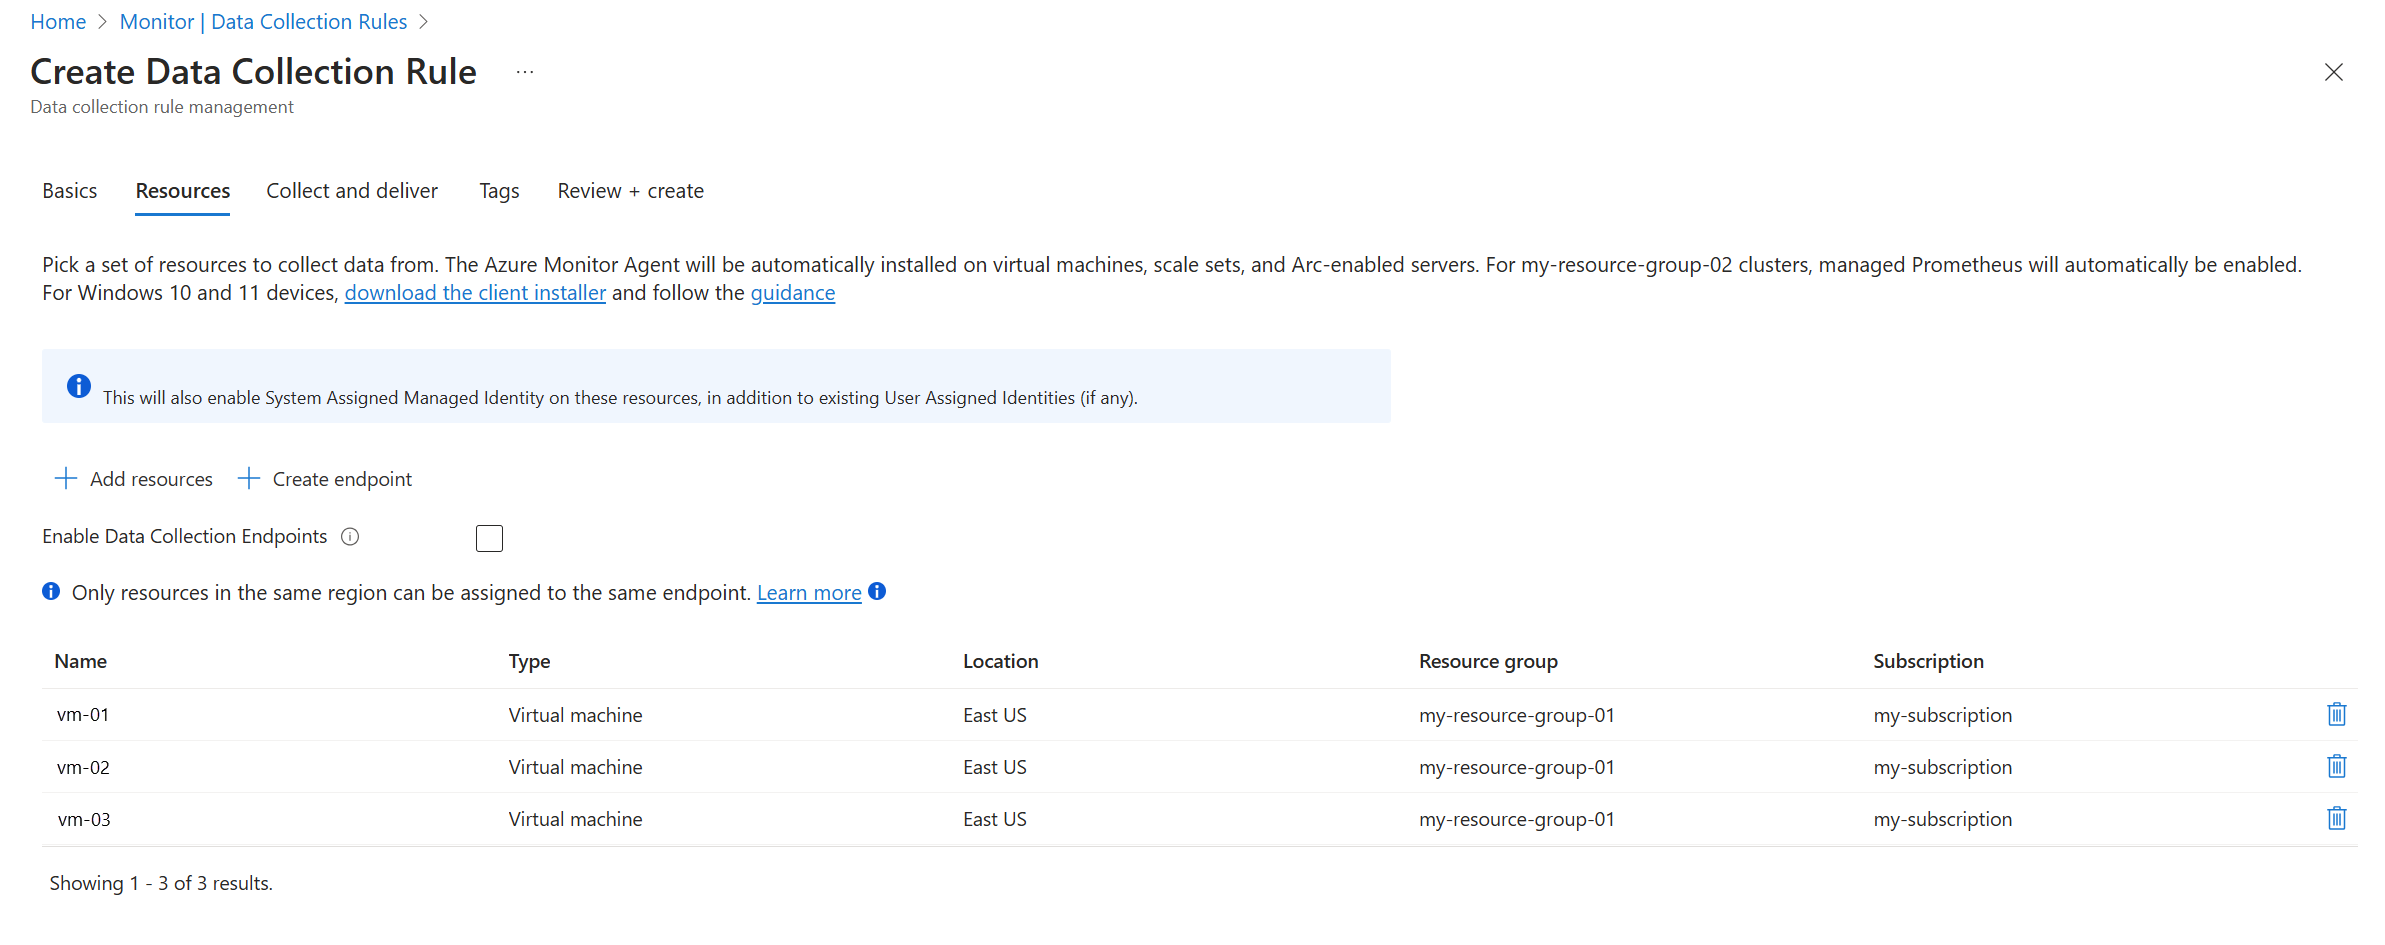 Home > Monitor | Data Collection Rules >
Create Data Collection Rule ...
Data collection rule management
Basics Resources Collect and deliver Tags Review + create
Pick a set of resources to collect data from. The Azure Monitor Agent will be automatically installed on virtual machines, scale sets, and Arc-enabled servers. For my-resource-group-02 clusters, managed Prometheus will automatically be enabled.
For Windows 10 and 11 devices, download the client installer and follow the guidance
This will also enable System Assigned Managed Identity on these resources, in addition to existing User Assigned Identities (if any).
+ Add resources + Create endpoint
Enable Data Collection Endpoints
Only resources in the same region can be assigned to the same endpoint. Learn more
Name Type Location Resource group Subscription
vm-01 Virtual machine East US my-resource-group-01 my-subscription
vm-02 Virtual machine East US my-resource-group-01 my-subscription
vm-03 Virtual machine East US my-resource-group-01 my-subscription
Showing 1 - 3 of 3 results.